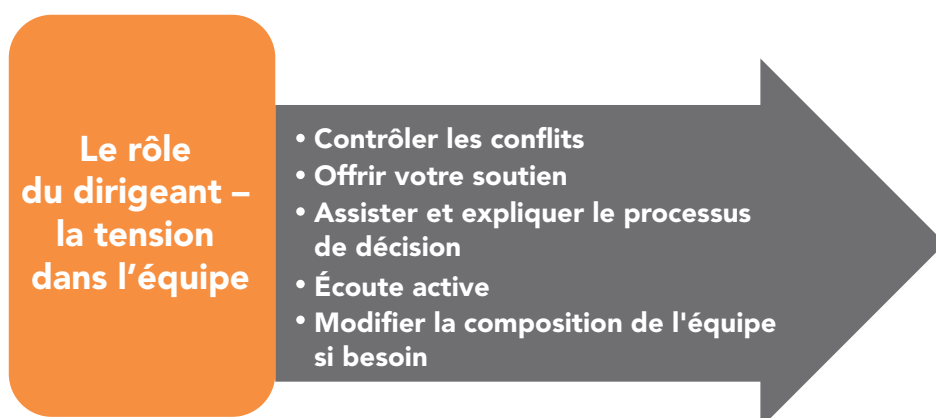 Le rôle
du dirigeant –
la tension
dans l’équipe
• Contrôler les conflits
• Offrir votre soutien
• Assister et expliquer le processus
de décision
• Écoute active
• Modifier la composition de l'équipe
si besoin